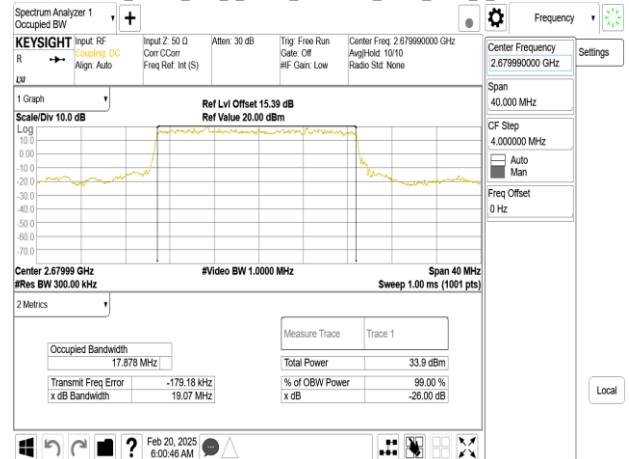 Spectrum Analyzer 1
Occupied BW
Frequency
KEYSIGHT
R
LXI
Input: RF
Coupling: DC
Align: Auto
Input Z: 50 Ω
Corr CCorr
Freq Ref: Int (S)
Atten: 30 dB
Trig: Free Run
Gate: Off
#IF Gain: Low
Center Freq: 2.679990000 GHz
Avg|Hold: 10/10
Radio Std: None
Center Frequency
2.679990000 GHz
Settings
Span
40.000 MHz
CF Step
4.000000 MHz
Auto
Man
Freq Offset
0 Hz
Local
1 Graph
Scale/Div 10.0 dB
Ref Lvl Offset 15.39 dB
Ref Value 20.00 dBm
Log
10.0
0.00
-10.0
-20.0
-30.0
-40.0
-50.0
-60.0
-70.0
Center 2.67999 GHz
#Video BW 1.0000 MHz
Span 40 MHz
#Res BW 300.00 kHz
Sweep 1.00 ms (1001 pts)
2 Metrics
Measure Trace
Trace 1
Occupied Bandwidth
17.878 MHz
Total Power
33.9 dBm
Transmit Freq Error
-179.18 kHz
% of OBW Power
99.00 %
x dB Bandwidth
19.07 MHz
x dB
-26.00 dB
?
Feb 20, 2025
6:00:46 AM